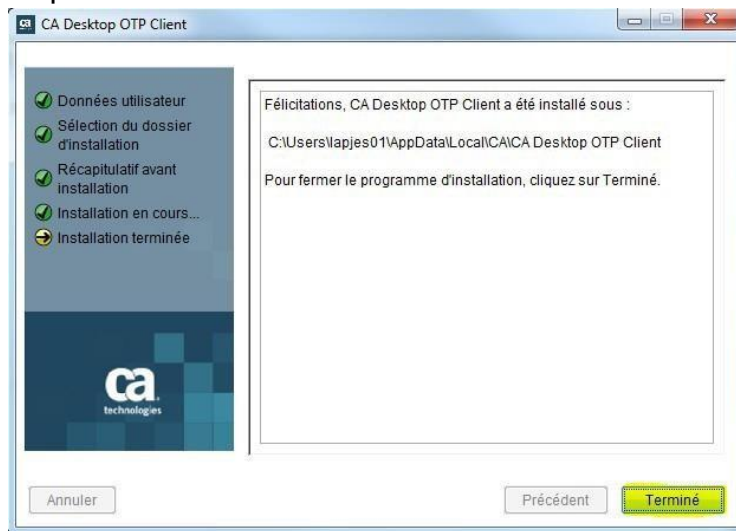 CA Desktop OTP Client
Données utilisateur
Sélection du dossier
d'installation
Récapitulatif avant
installation
Installation en cours...
Installation terminée
Félicitations, CA Desktop OTP Client a été installé sous :
C:\Users\lapjes01\AppData\Local\CA\CA Desktop OTP Client
Pour fermer le programme d'installation, cliquez sur Terminé.
ca
technologies
Annuler
Précédent
Terminé